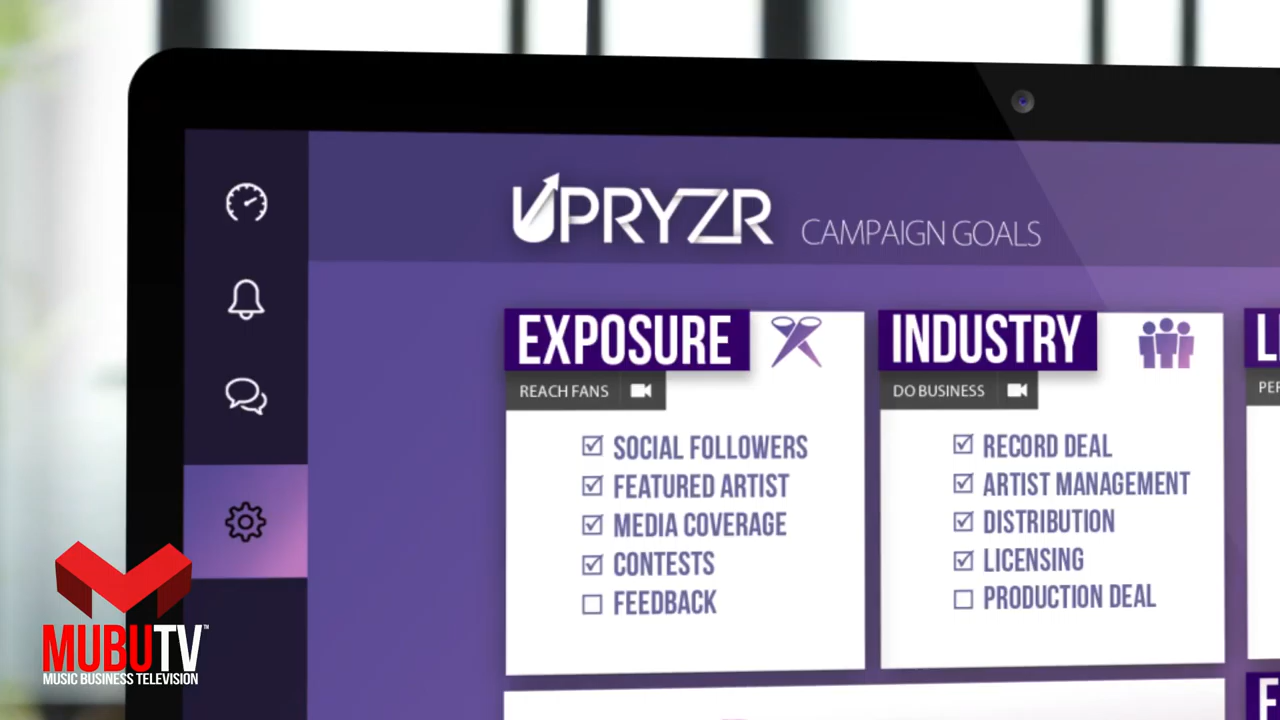 UPRYZR CAMPAIGN GOALS
EXPOSURE
REACH FANS
SOCIAL FOLLOWERS
FEATURED ARTIST
MEDIA COVERAGE
CONTESTS
FEEDBACK
INDUSTRY
DO BUSINESS
RECORD DEAL
ARTIST MANAGEMENT
DISTRIBUTION
LICENSING
PRODUCTION DEAL
MUBUTV™
MUSIC BUSINESS TELEVISION